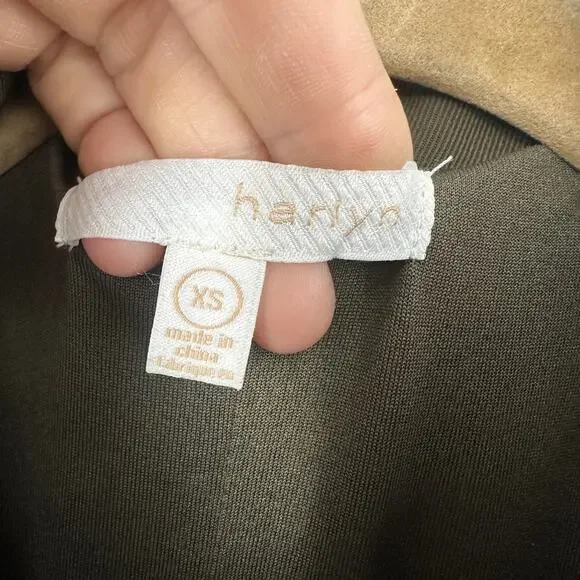 harlyn
XS
made in
china
fabriqué en